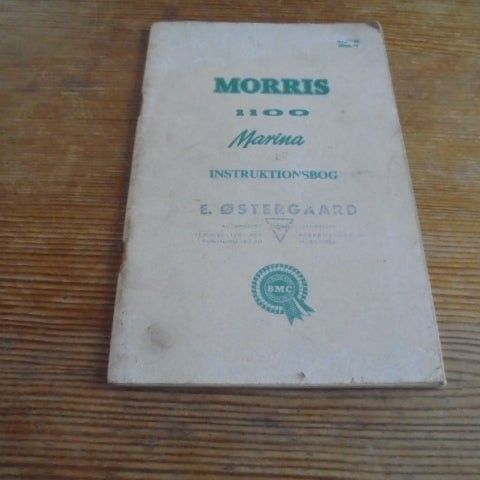 MORRIS
1100
Marina
INSTRUKTIONSBOG
E. ØSTERGAARD
BMC